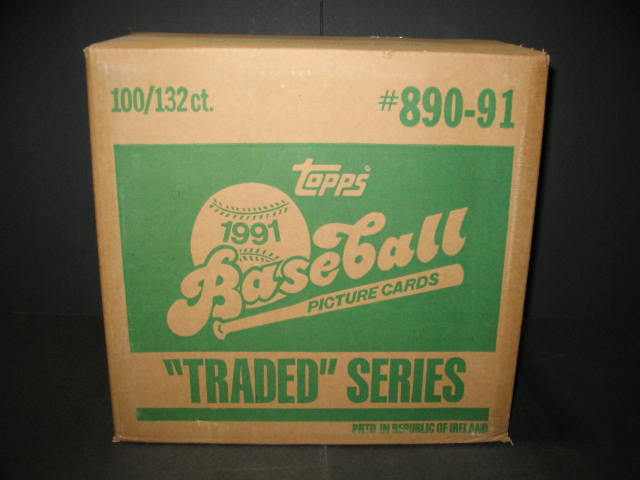 100/132 ct. #890-91
Topps
1991
Baseball
PICTURE CARDS
"TRADED" SERIES
PRTD. IN REPUBLIC OF IRELAND